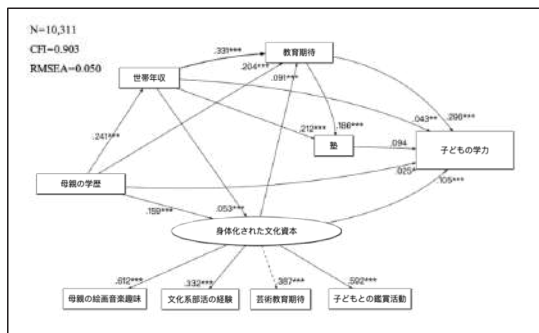 N=10,311
CFI=0.903
RMSEA=0.050
.331***
教育期待
.204***
.091***
世帯年収
.043**
.296***
.212***
.186***
.241***
塾
.094
子どもの学力
.025*
.105***
母親の学歴
.159***
.053***
身体化された文化資本
.612***
.332***
.387***
.592***
母親の絵画音楽趣味
文化系部活の経験
芸術教育期待
子どもとの鑑賞活動